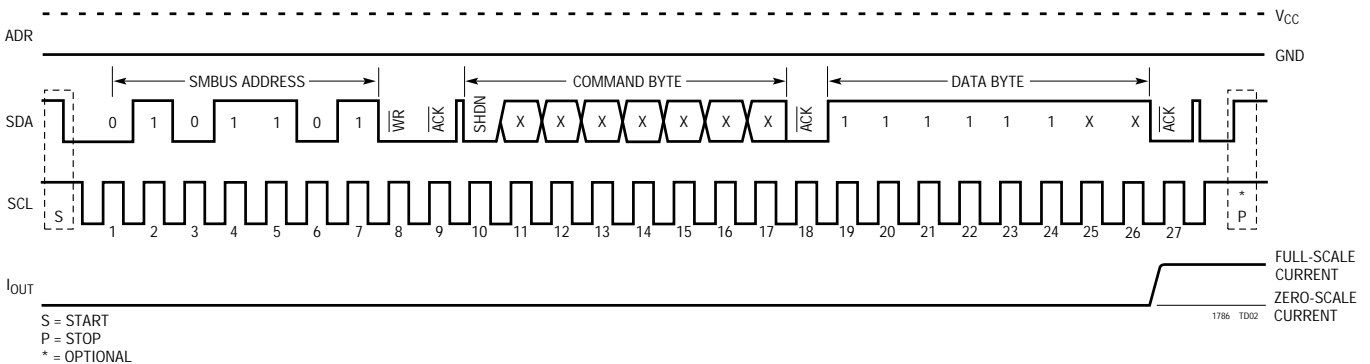 V_CC
ADR
GND
SMBUS ADDRESS
COMMAND BYTE
DATA BYTE
SDA
0 1 0 1 1 0 1 WR ACK SHDN X X X X X X X ACK 1 1 1 1 1 1 X X ACK
SCL
S
* P
1 2 3 4 5 6 7 8 9 10 11 12 13 14 15 16 17 18 19 20 21 22 23 24 25 26 27
FULL-SCALE
CURRENT
I_OUT
ZERO-SCALE
CURRENT
1786 TD02
S = START
P = STOP
* = OPTIONAL